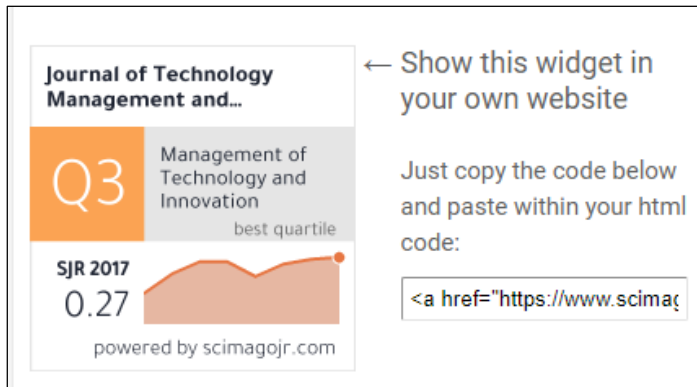 Journal of Technology
Management and...
Q3
Management of
Technology and
Innovation
best quartile
SJR 2017
0.27
powered by scimagojr.com
← Show this widget in
your own website
Just copy the code below
and paste within your html
code:
<a href="https://www.scimag